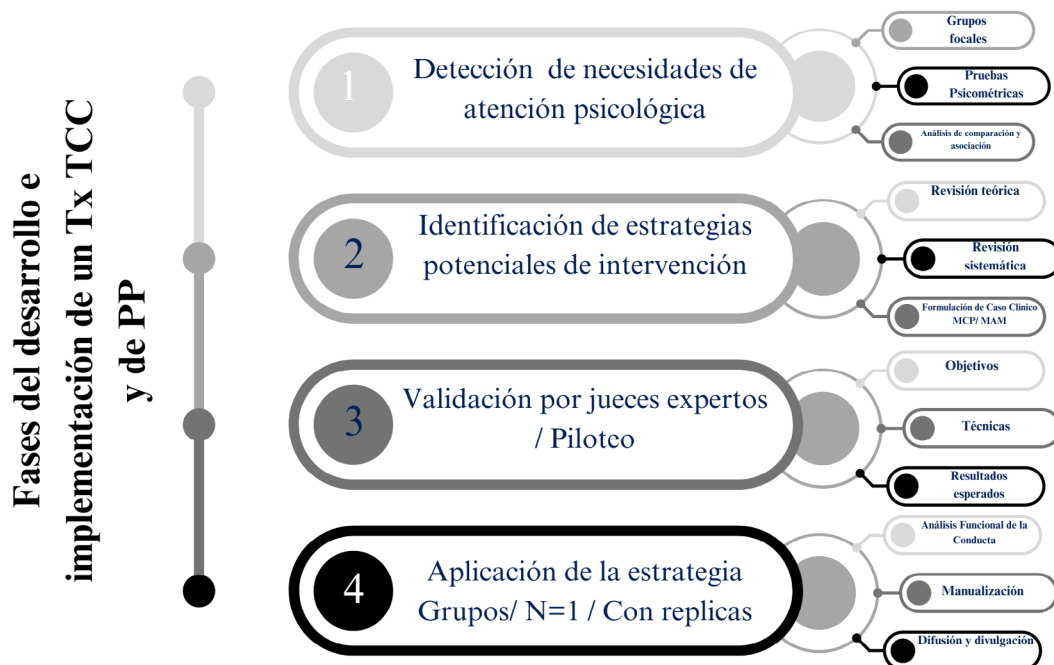 Fases del desarrollo e
implementación de un Tx TCC
y de PP
1
Detección de necesidades de
atención psicológica
Grupos
focales
Pruebas
Psicométricas
Análisis de comparación y
asociación
2
Identificación de estrategias
potenciales de intervención
Revisión teórica
Revisión
sistemática
Formulación de Caso Clínico
MCP/ MAM
3
Validación por jueces expertos
/ Piloteo
Objetivos
Técnicas
Resultados
esperados
4
Aplicación de la estrategia
Grupos/ N=1 / Con replicas
Análisis Funcional de la
Conducta
Manualización
Difusión y divulgación